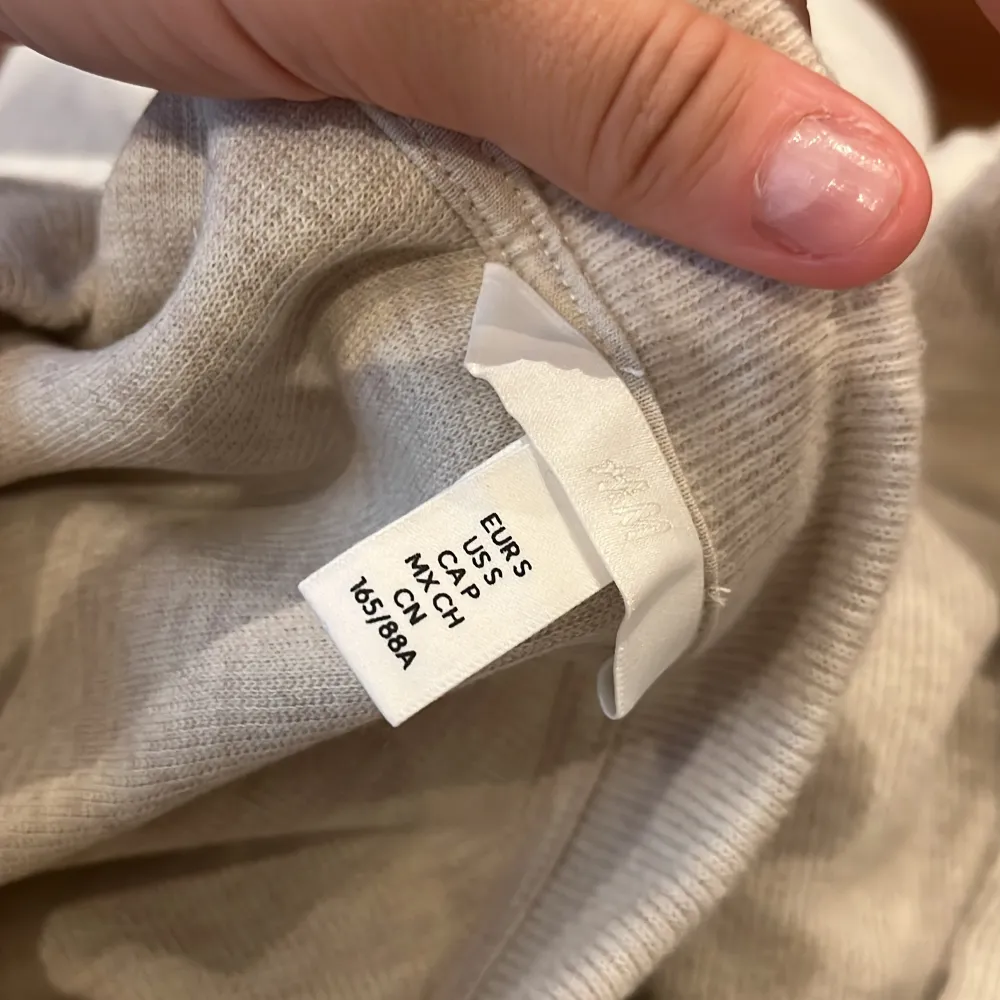 H&M
EUR S
US S
CA P
MX CH
CN
165/88A